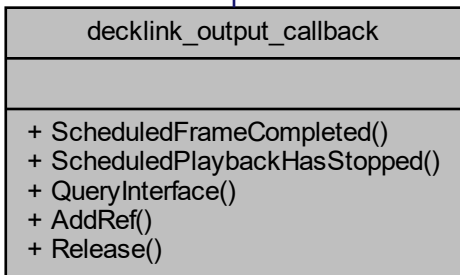 decklink_output_callback
+ ScheduledFrameCompleted()
+ ScheduledPlaybackHasStopped()
+ QueryInterface()
+ AddRef()
+ Release()